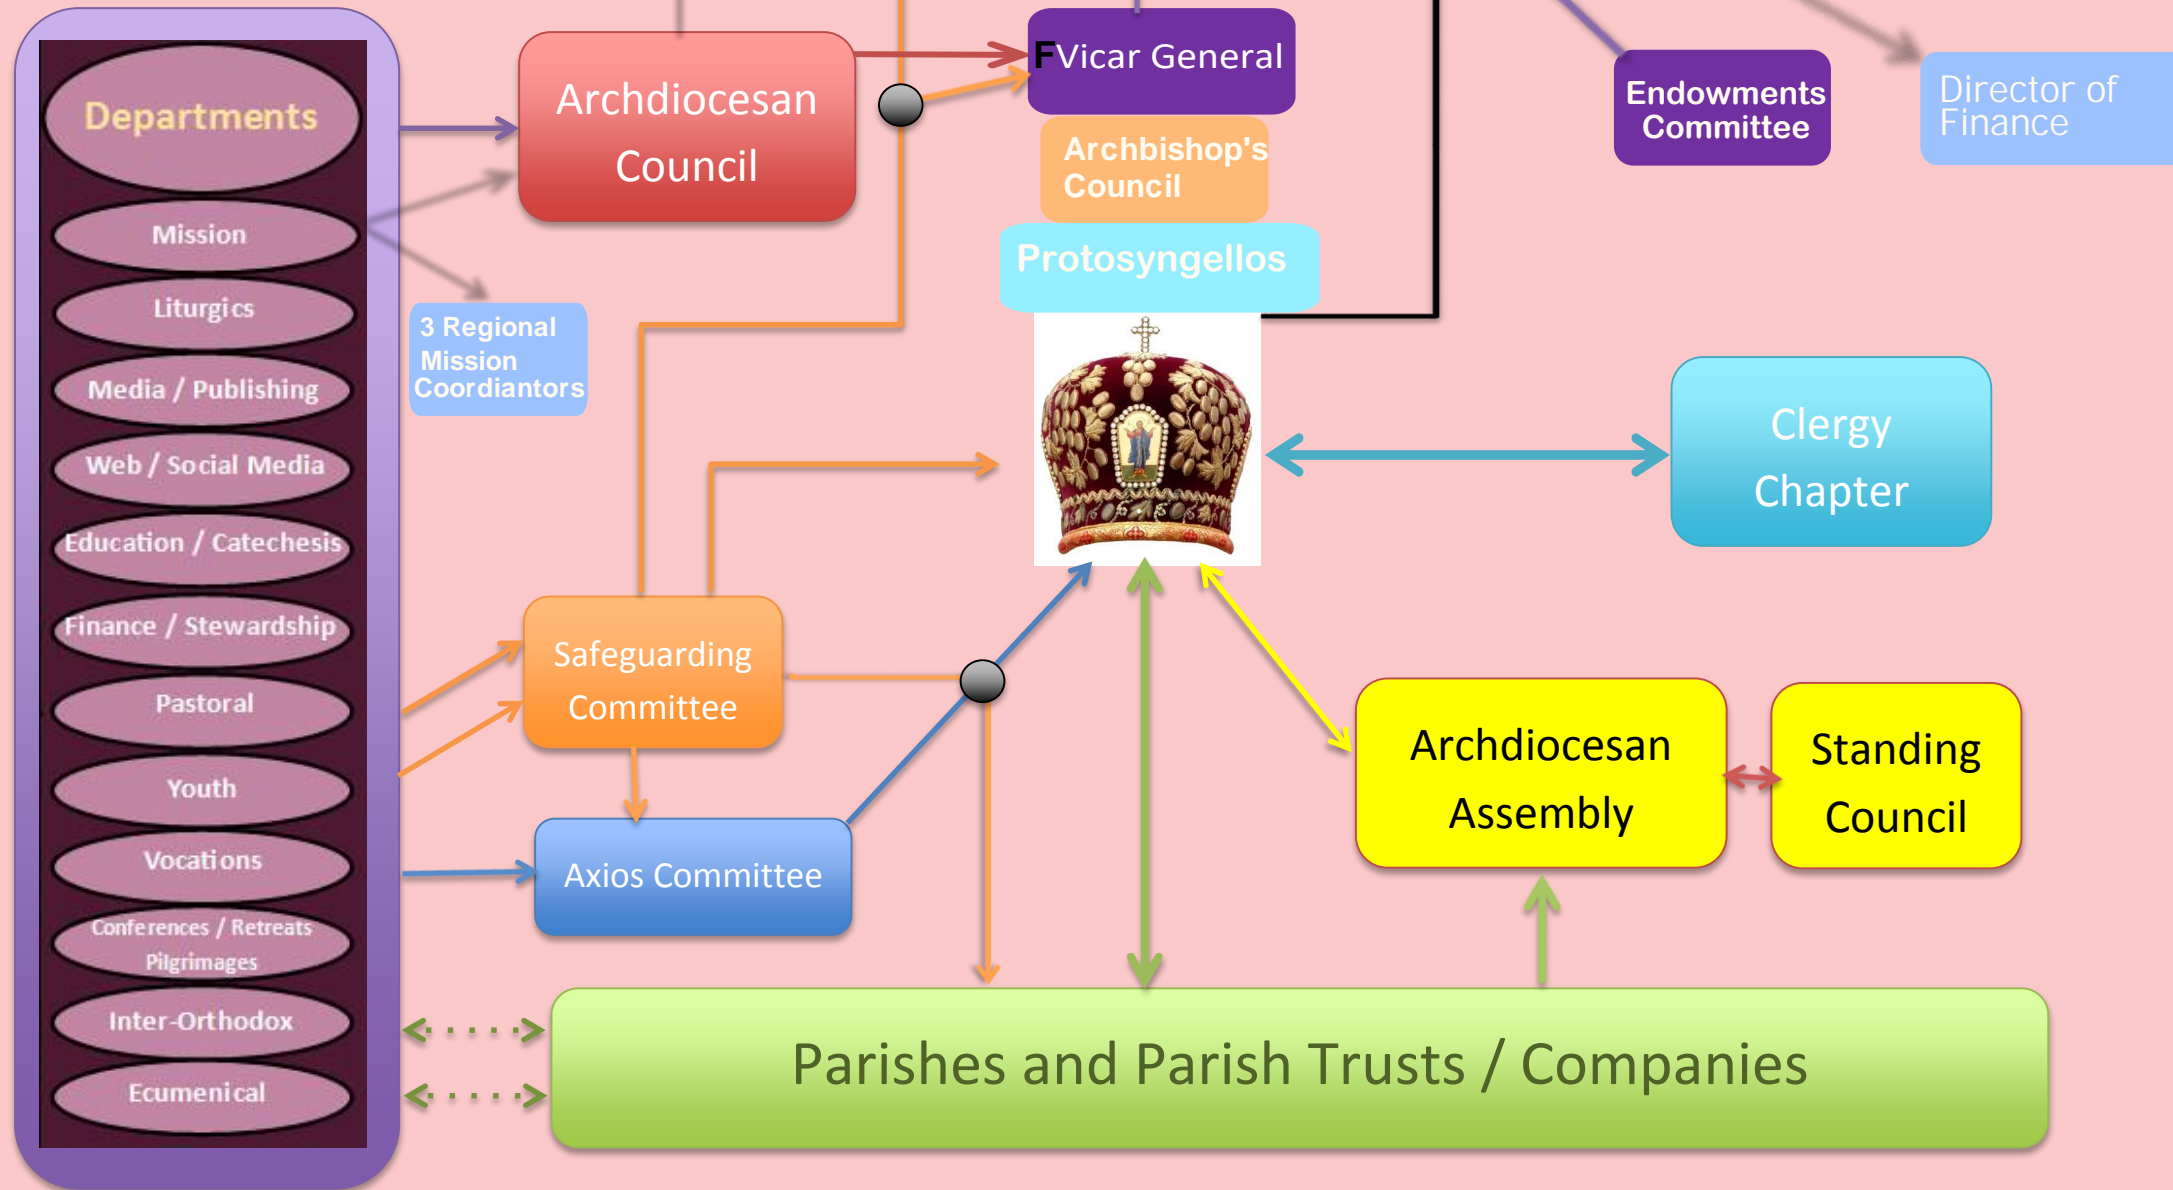 Departments
Mission
Liturgics
Media / Publishing
Web / Social Media
Education / Catechesis
Finance / Stewardship
Pastoral
Youth
Vocations
Conferences / Retreats
Pilgrimages
Inter-Orthodox
Ecumenical
Archdiocesan
Council
3 Regional
Mission
Coordiantors
FVicar General
Archbishop's
Council
Protosyngellos
Endowments
Committee
Director of
Finance
Clergy
Chapter
Safeguarding
Committee
Axios Committee
Archdiocesan
Assembly
Standing
Council
Parishes and Parish Trusts / Companies